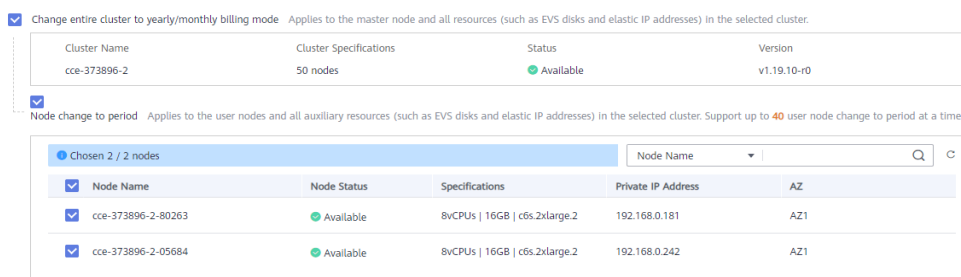 Change entire cluster to yearly/monthly billing mode Applies to the master node and all resources (such as EVS disks and elastic IP addresses) in the selected cluster.
Cluster Name Cluster Specifications Status Version
cce-373896-2 50 nodes Available v1.19.10-r0
Node change to period Applies to the user nodes and all auxiliary resources (such as EVS disks and elastic IP addresses) in the selected cluster. Support up to 40 user node change to period at a time
Chosen 2 / 2 nodes Node Name
Node Name Node Status Specifications Private IP Address AZ
cce-373896-2-80263 Available 8vCPUs | 16GB | c6s.2xlarge.2 192.168.0.181 AZ1
cce-373896-2-05684 Available 8vCPUs | 16GB | c6s.2xlarge.2 192.168.0.242 AZ1